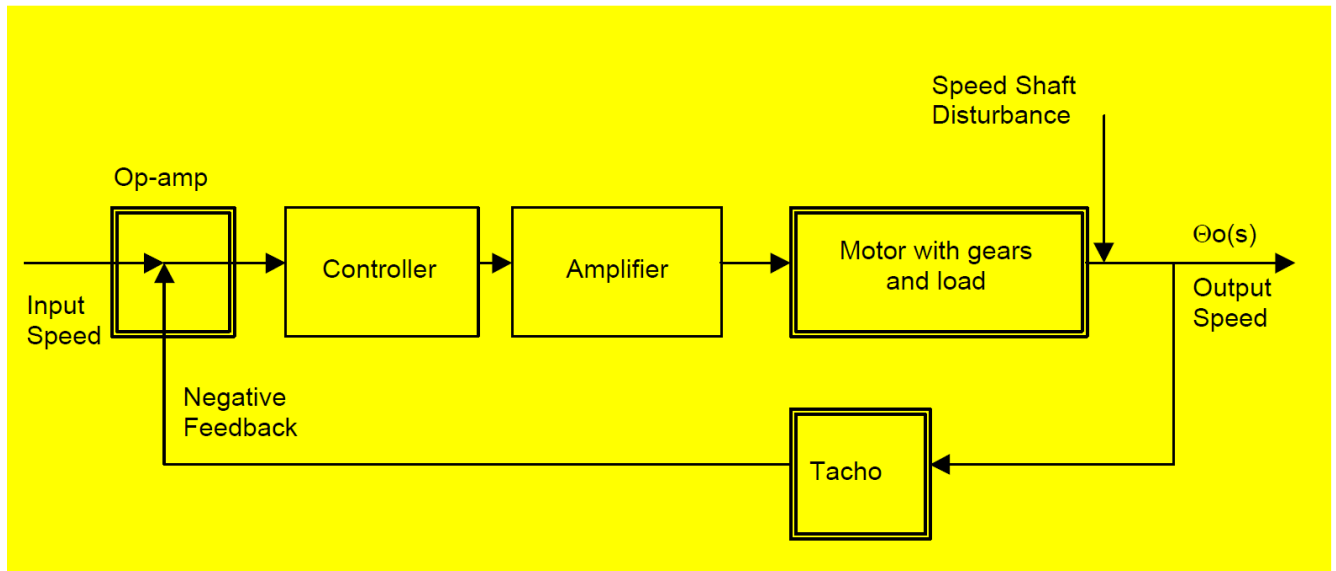 Speed Shaft
Disturbance
Op-amp
Θo(s)
Controller
Amplifier
Motor with gears
and load
Input
Speed
Output
Speed
Negative
Feedback
Tacho